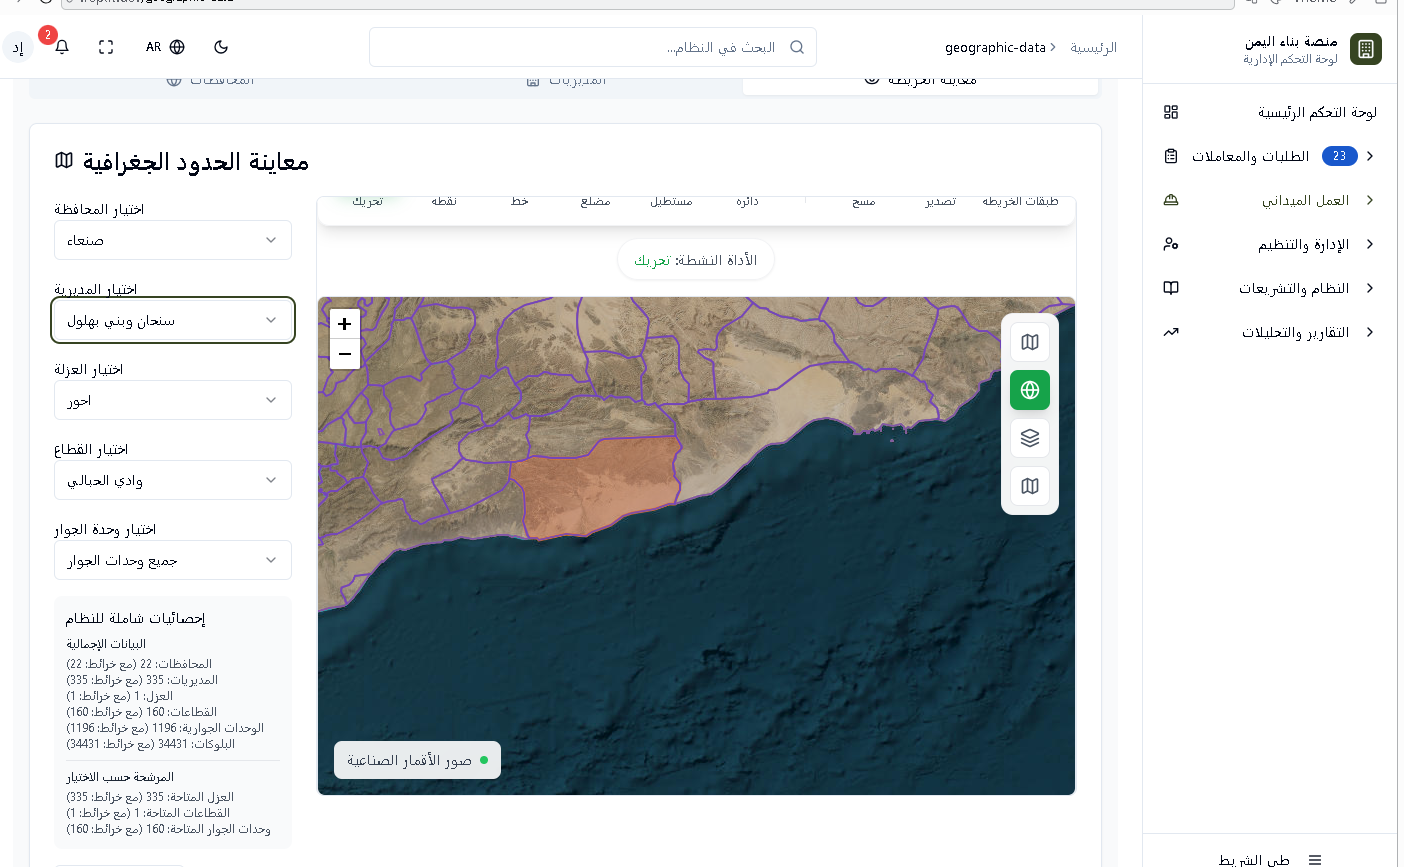 منصة بناء اليمن
لوحة التحكم الإدارية
الرئيسية
geographic-data
البحث في النظام...
AR
2
إد
لوحة التحكم الرئيسية
الطلبات والمعاملات 23
العمل الميداني
الإدارة والتنظيم
النظام والتشريعات
التقارير والتحليلات
طي الشريط
معاينة الخريطة
المديريات
المحافظات
معاينة الحدود الجغرافية
اختيار المحافظة
صنعاء
اختيار المديرية
سنحان وبني بهلول
اختيار العزلة
احور
اختيار القطاع
وادي الحبالي
اختيار وحدة الجوار
جميع وحدات الجوار
إحصائيات شاملة للنظام
البيانات الإجمالية
المحافظات: 22 (مع خرائط: 22)
المديريات: 335 (مع خرائط: 335)
العزل: 1 (مع خرائط: 1)
القطاعات: 160 (مع خرائط: 160)
الوحدات الجوارية: 1196 (مع خرائط: 1196)
البلوكات: 34431 (مع خرائط: 34431)
المرشحة حسب الاختيار
العزل المتاحة: 335 (مع خرائط: 335)
القطاعات المتاحة: 1 (مع خرائط: 1)
وحدات الجوار المتاحة: 160 (مع خرائط: 160)
طبقات الخريطة
تصدير
مسح
دائرة
مستطيل
مضلع
خط
نقطة
تحريك
الأداة النشطة: تحريك
+
−
صور الأقمار الصناعية